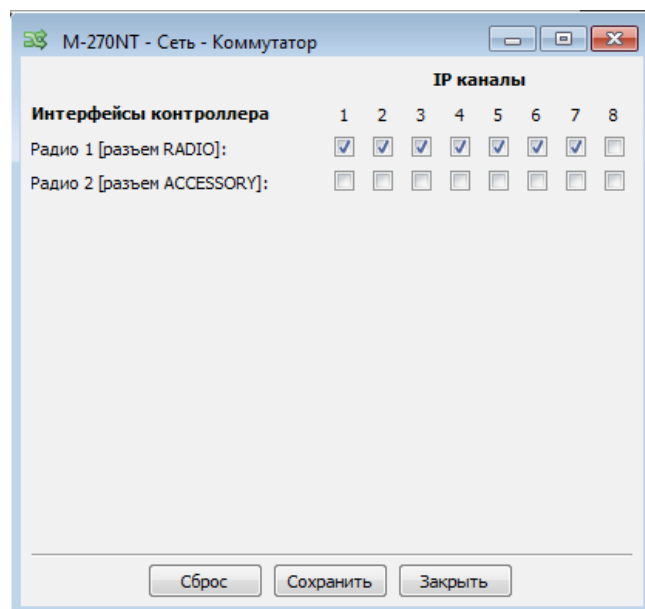 M-270NT - Сеть - Коммутатор
IP каналы
Интерфейсы контроллера 1 2 3 4 5 6 7 8
Радио 1 [разъем RADIO]:
Радио 2 [разъем ACCESSORY]:
Сброс Сохранить Закрыть